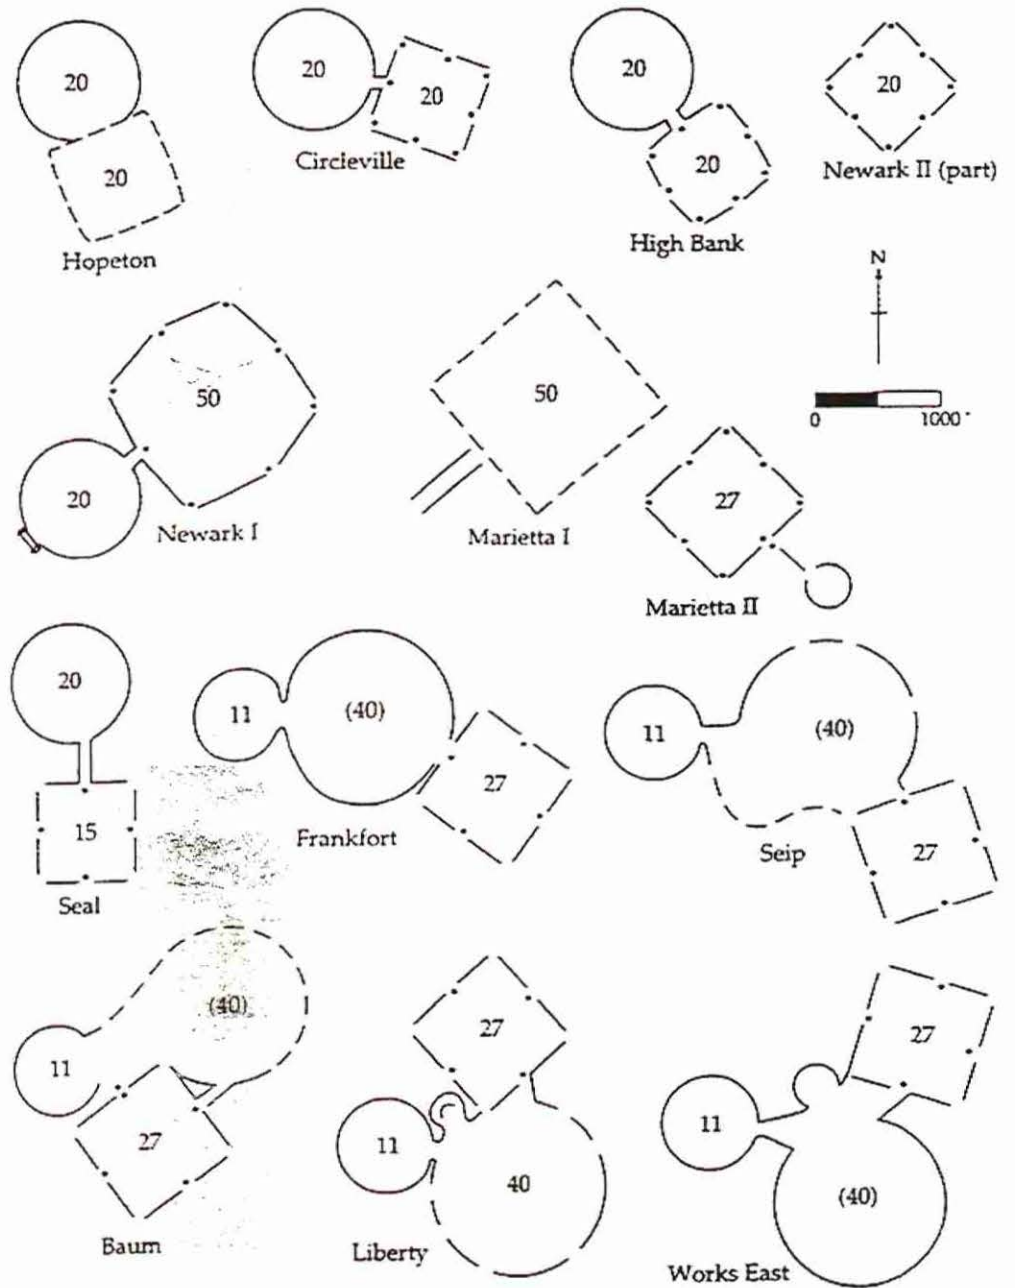 20
20
Hopeton
20
20
Circleville
20
20
High Bank
20
Newark II (part)
N
0 1000'
50
20
Newark I
50
Marietta I
27
Marietta II
20
15
Seal
11
(40)
27
Frankfort
11
(40)
27
Seip
(40)
11
27
Baum
27
11
40
Liberty
27
11
(40)
Works East